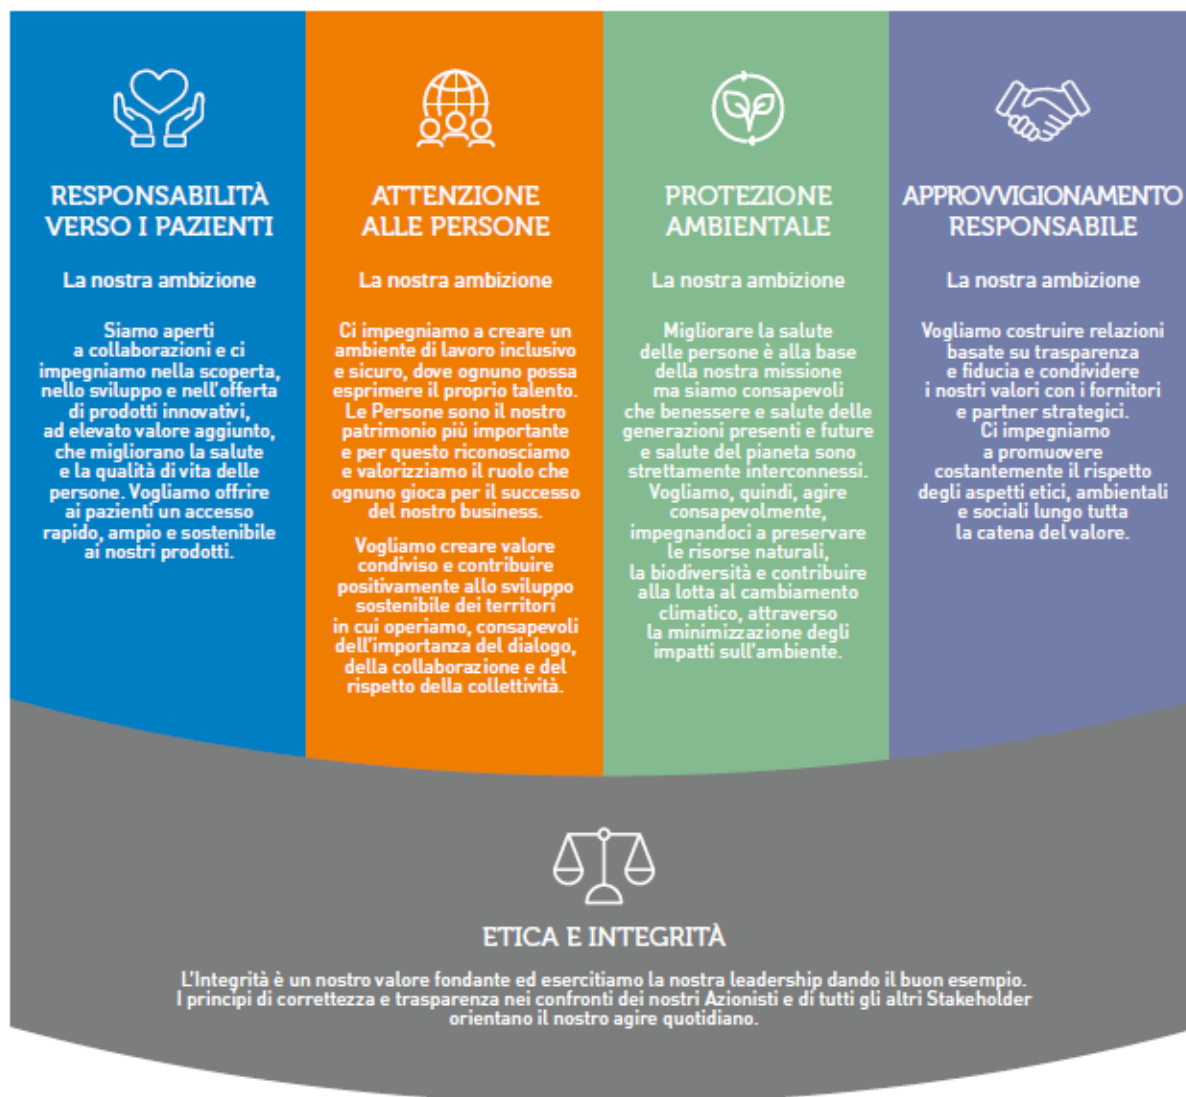 RESPONSABILITÀ
VERSO I PAZIENTI
La nostra ambizione
Siamo aperti
a collaborazioni e ci
impegniamo nella scoperta,
nello sviluppo e nell'offerta
di prodotti innovativi,
ad elevato valore aggiunto,
che migliorano la salute
e la qualità di vita delle
persone. Vogliamo offrire
ai pazienti un accesso
rapido, ampio e sostenibile
ai nostri prodotti.
ATTENZIONE
ALLE PERSONE
La nostra ambizione
Ci impegniamo a creare un
ambiente di lavoro inclusivo
e sicuro, dove ognuno possa
esprimere il proprio talento.
Le Persone sono il nostro
patrimonio più importante
e per questo riconosciamo
e valorizziamo il ruolo che
ognuno gioca per il successo
del nostro business.
Vogliamo creare valore
condiviso e contribuire
positivamente allo sviluppo
sostenibile dei territori
in cui operiamo, consapevoli
dell'importanza del dialogo,
della collaborazione e del
rispetto della collettività.
PROTEZIONE
AMBIENTALE
La nostra ambizione
Migliorare la salute
delle persone è alla base
della nostra missione
ma siamo consapevoli
che benessere e salute delle
generazioni presenti e future
e salute del pianeta sono
strettamente interconnessi.
Vogliamo, quindi, agire
consapevolmente,
impegnandoci a preservare
le risorse naturali,
la biodiversità e contribuire
alla lotta al cambiamento
climatico, attraverso
la minimizzazione degli
impatti sull'ambiente.
APPROVVIGIONAMENTO
RESPONSABILE
La nostra ambizione
Vogliamo costruire relazioni
basate su trasparenza
e fiducia e condividere
i nostri valori con i fornitori
e partner strategici.
Ci impegniamo
a promuovere
costantemente il rispetto
degli aspetti etici, ambientali
e sociali lungo tutta
la catena del valore.
ETICA E INTEGRITÀ
L'Integrità è un nostro valore fondante ed esercitiamo la nostra leadership dando il buon esempio.
I principi di correttezza e trasparenza nei confronti dei nostri Azionisti e di tutti gli altri Stakeholder
orientano il nostro agire quotidiano.